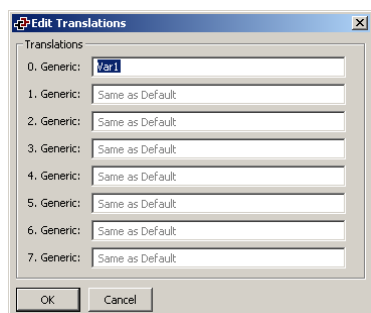 Edit Translations
Translations
0. Generic: Var1
1. Generic: Same as Default
2. Generic: Same as Default
3. Generic: Same as Default
4. Generic: Same as Default
5. Generic: Same as Default
6. Generic: Same as Default
7. Generic: Same as Default
OK Cancel